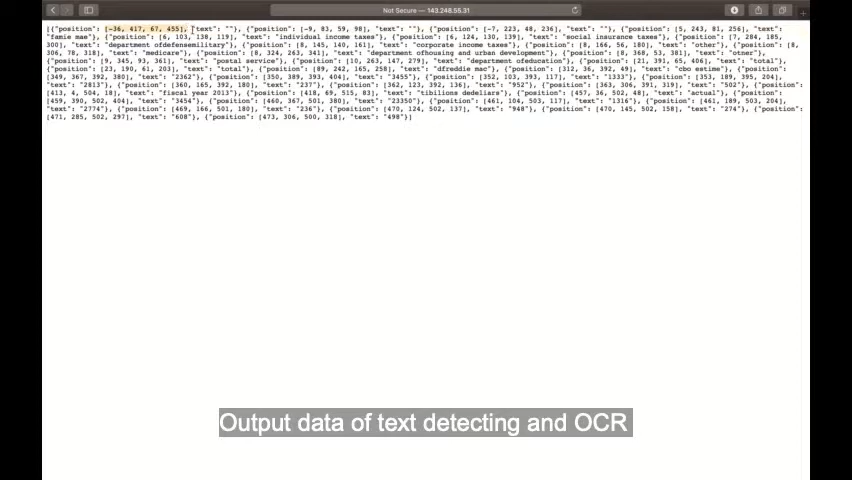 Not Secure — 143.248.55.31
[{"position": [-36, 417, 67, 455], "text": ""}, {"position": [-9, 83, 59, 98], "text": ""}, {"position": [-7, 223, 48, 236], "text": ""}, {"position": [5, 243, 81, 256], "text":
"famie mae"}, {"position": [6, 103, 138, 119], "text": "individual income taxes"}, {"position": [6, 124, 130, 139], "text": "social insurance taxes"}, {"position": [7, 284, 185,
300], "text": "department ofdefensemilitary"}, {"position": [8, 145, 140, 161], "text": "corporate income taxes"}, {"position": [8, 166, 56, 180], "text": "other"}, {"position": [8,
306, 78, 318], "text": "medicare"}, {"position": [8, 324, 263, 341], "text": "department ofhousing and urban development"}, {"position": [8, 368, 53, 381], "text": "otner"},
{"position": [9, 345, 93, 361], "text": "postal service"}, {"position": [10, 263, 147, 279], "text": "department ofeducation"}, {"position": [21, 391, 65, 406], "text": "total"},
{"position": [23, 190, 61, 203], "text": "total"}, {"position": [89, 242, 165, 258], "text": "dfreddie mac"}, {"position": [312, 36, 392, 49], "text": "cbo estime"}, {"position":
[349, 367, 392, 380], "text": "2362"}, {"position": [350, 389, 393, 404], "text": "3455"}, {"position": [352, 103, 393, 117], "text": "1333"}, {"position": [353, 189, 395, 204],
"text": "2813"}, {"position": [360, 165, 392, 180], "text": "237"}, {"position": [362, 123, 392, 136], "text": "952"}, {"position": [363, 306, 391, 319], "text": "502"}, {"position":
[413, 4, 504, 18], "text": "fiscal year 2013"}, {"position": [418, 69, 515, 83], "text": "tibilions dedeliars"}, {"position": [457, 36, 502, 48], "text": "actual"}, {"position":
[459, 390, 502, 404], "text": "3454"}, {"position": [460, 367, 501, 380], "text": "23350"}, {"position": [461, 104, 503, 117], "text": "1316"}, {"position": [461, 189, 503, 204],
"text": "2774"}, {"position": [469, 166, 501, 180], "text": "236"}, {"position": [470, 124, 502, 137], "text": "948"}, {"position": [470, 145, 502, 158], "text": "274"}, {"position":
[471, 285, 502, 297], "text": "608"}, {"position": [473, 306, 500, 318], "text": "498"}]
Output data of text detecting and OCR